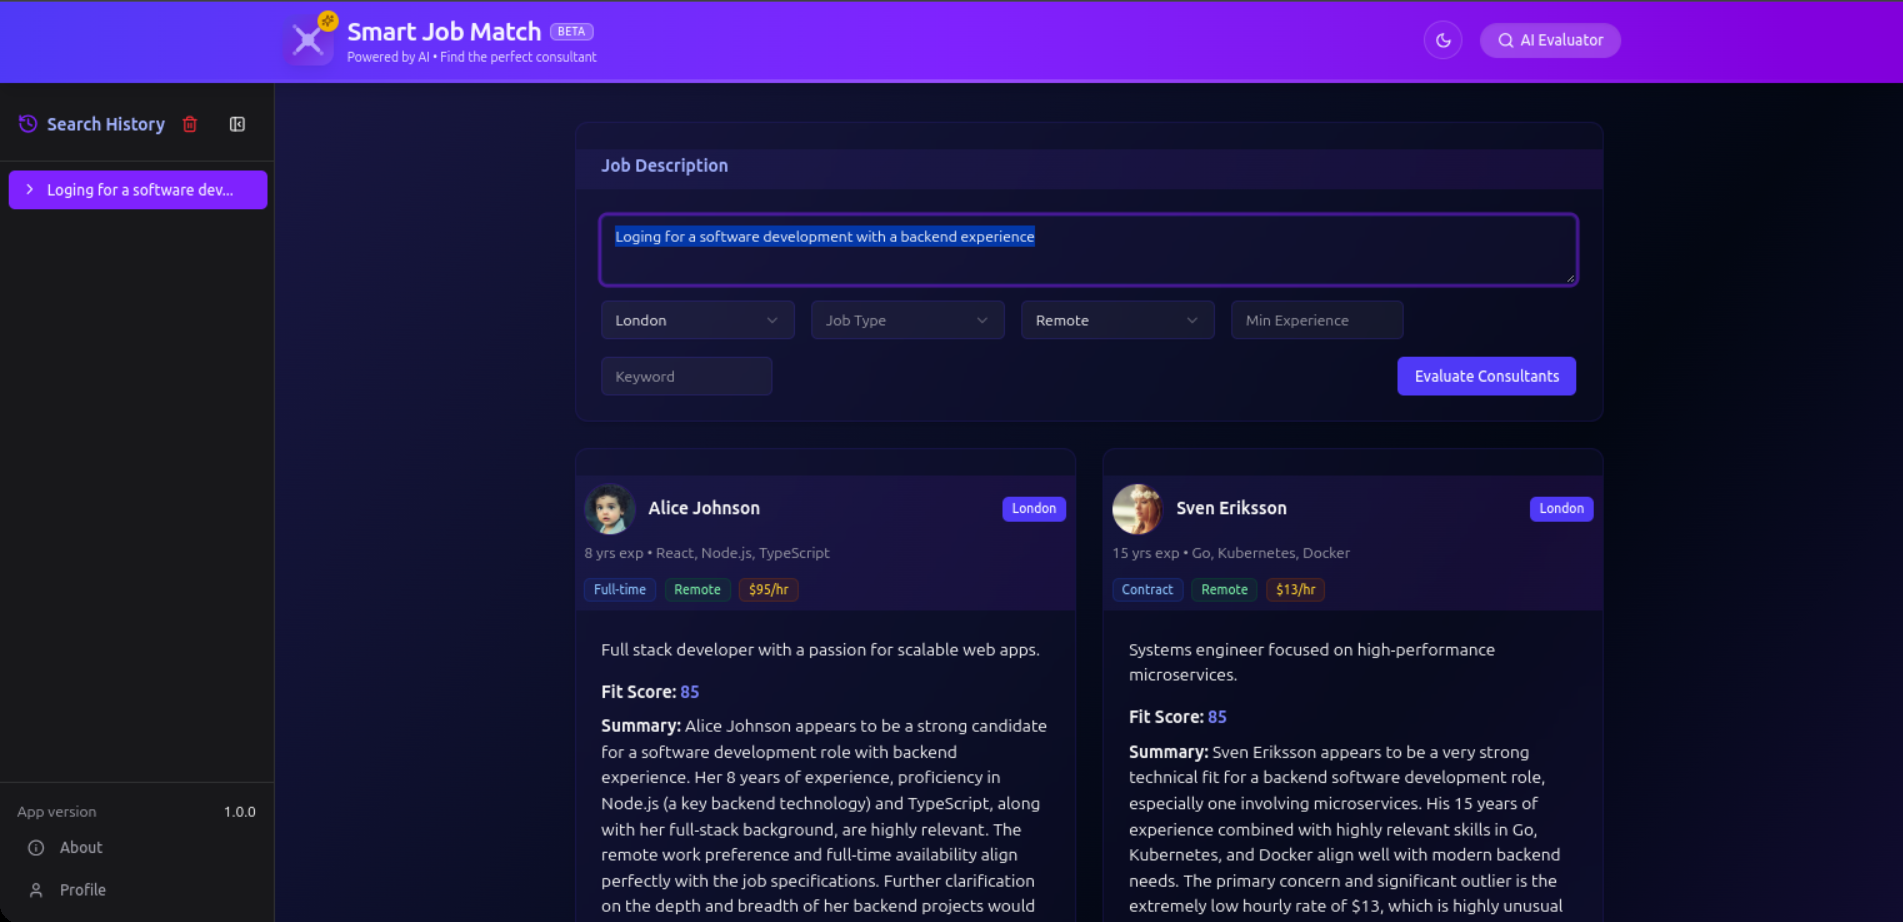 Smart Job Match BETA
Powered by AI • Find the perfect consultant
AI Evaluator
Search History
Loging for a software dev...
App version 1.0.0
About
Profile
Job Description
Loging for a software development with a backend experience
London Job Type Remote Min Experience
Keyword Evaluate Consultants
Alice Johnson London
8 yrs exp • React, Node.js, TypeScript
Full-time Remote $95/hr
Full stack developer with a passion for scalable web apps.
Fit Score: 85
Summary: Alice Johnson appears to be a strong candidate
for a software development role with backend
experience. Her 8 years of experience, proficiency in
Node.js (a key backend technology) and TypeScript, along
with her full-stack background, are highly relevant. The
remote work preference and full-time availability align
perfectly with the job specifications. Further clarification
on the depth and breadth of her backend projects would
Sven Eriksson London
15 yrs exp • Go, Kubernetes, Docker
Contract Remote $13/hr
Systems engineer focused on high-performance
microservices.
Fit Score: 85
Summary: Sven Eriksson appears to be a very strong
technical fit for a backend software development role,
especially one involving microservices. His 15 years of
experience combined with highly relevant skills in Go,
Kubernetes, and Docker align well with modern backend
needs. The primary concern and significant outlier is the
extremely low hourly rate of $13, which is highly unusual